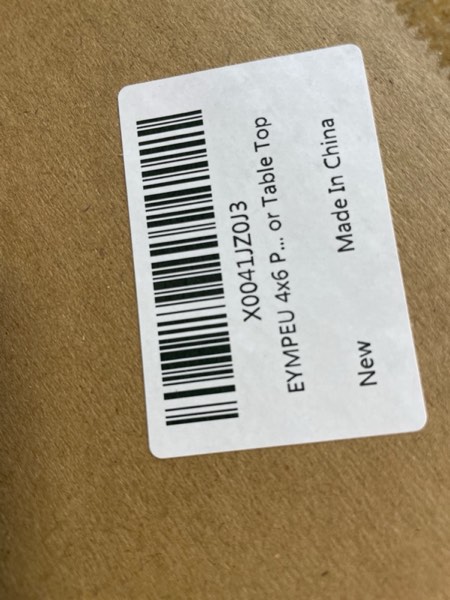 X0041JZ0J3
EYMPEU 4x6 P... or Table Top
New
Made In China